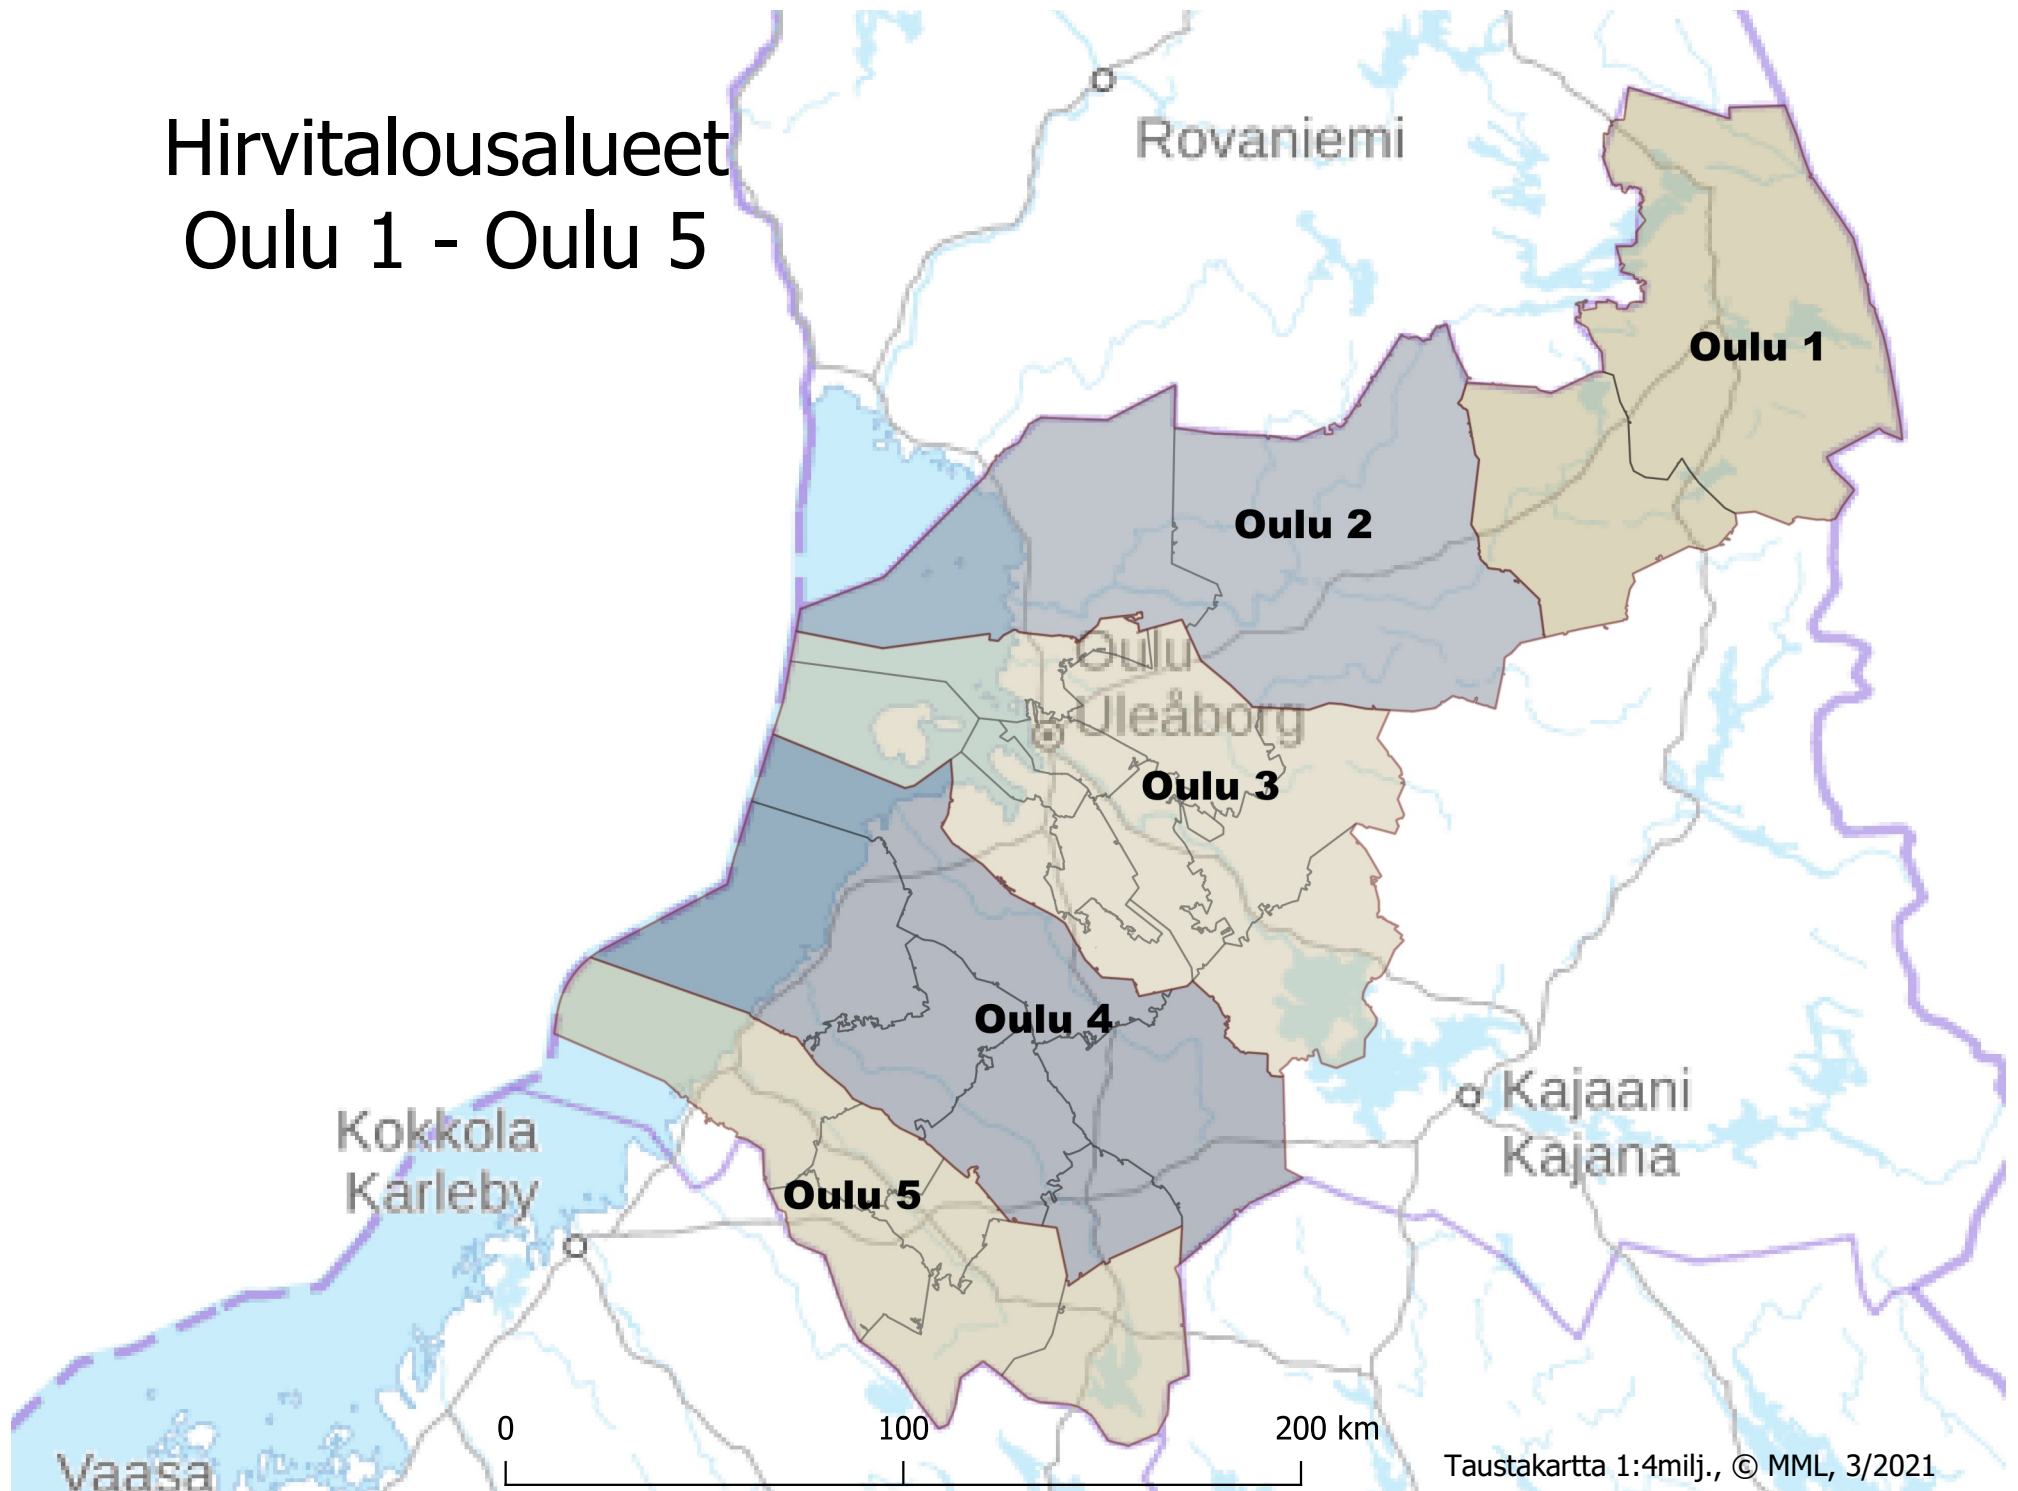 Hirvitalousalueet
Oulu 1 - Oulu 5
Rovaniemi
Oulu 1
Oulu 2
Oulu
Uleåborg
Oulu 3
Oulu 4
Kajaani
Kajana
Kokkola
Karleby
Oulu 5
0 100 200 km
Vaasa
Taustakartta 1:4milj., © MML, 3/2021